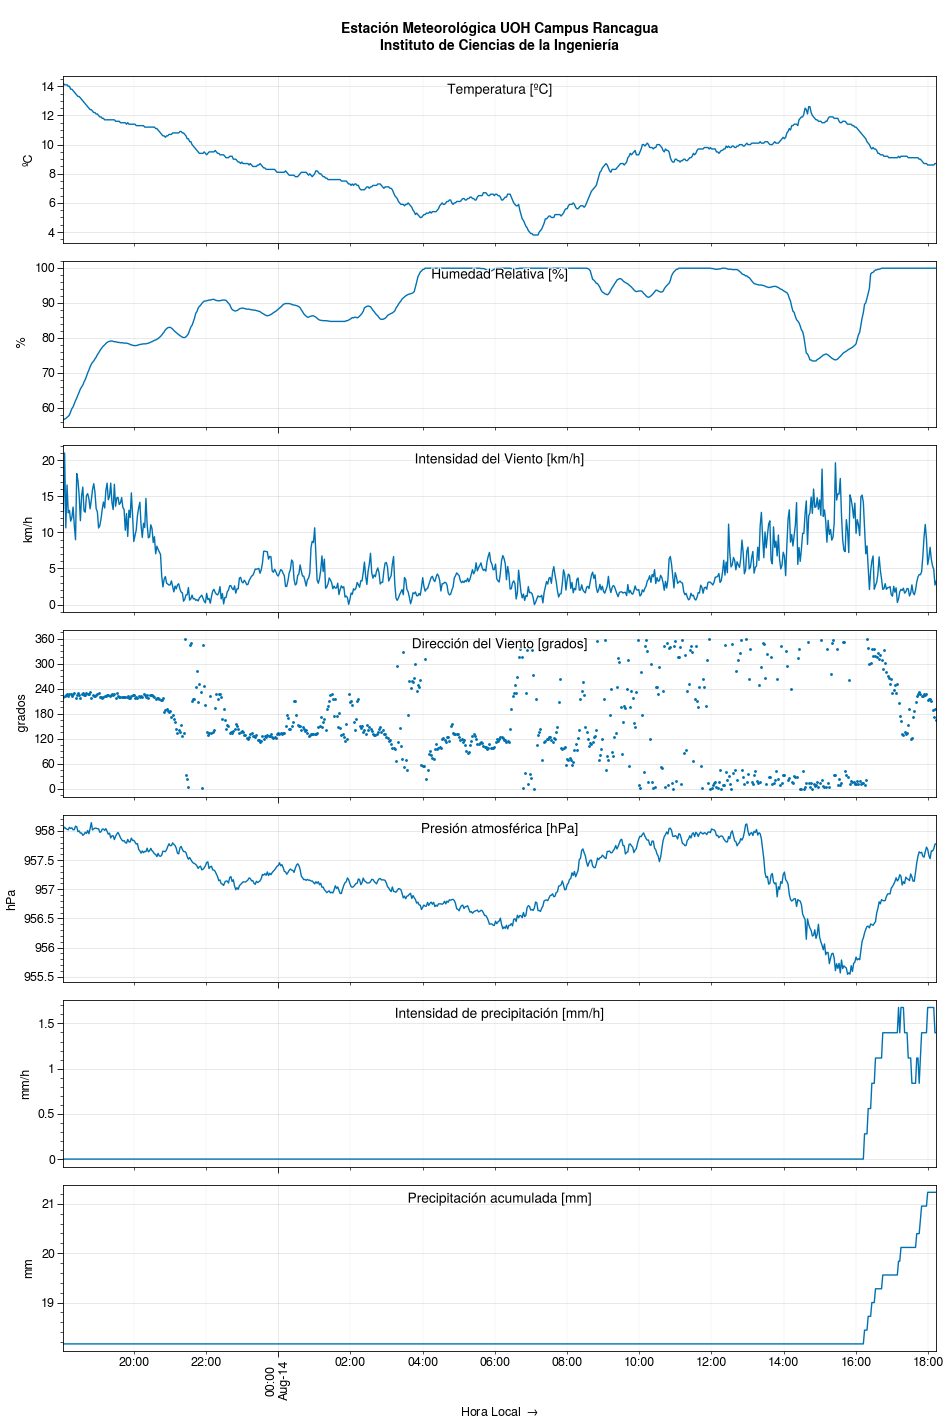 Estación Meteorológica UOH Campus Rancagua
Instituto de Ciencias de la Ingeniería
Temperatura [ºC]
ºC
14
12
10
8
6
4
Humedad Relativa [%]
%
100
90
80
70
60
Intensidad del Viento [km/h]
km/h
20
15
10
5
0
Dirección del Viento [grados]
grados
360
300
240
180
120
60
0
Presión atmosférica [hPa]
hPa
958
957.5
957
956.5
956
955.5
Intensidad de precipitación [mm/h]
mm/h
1.5
1
0.5
0
Precipitación acumulada [mm]
mm
21
20
19
20:00 22:00 00:00 02:00 04:00 06:00 08:00 10:00 12:00 14:00 16:00 18:00
Aug-14
Hora Local →